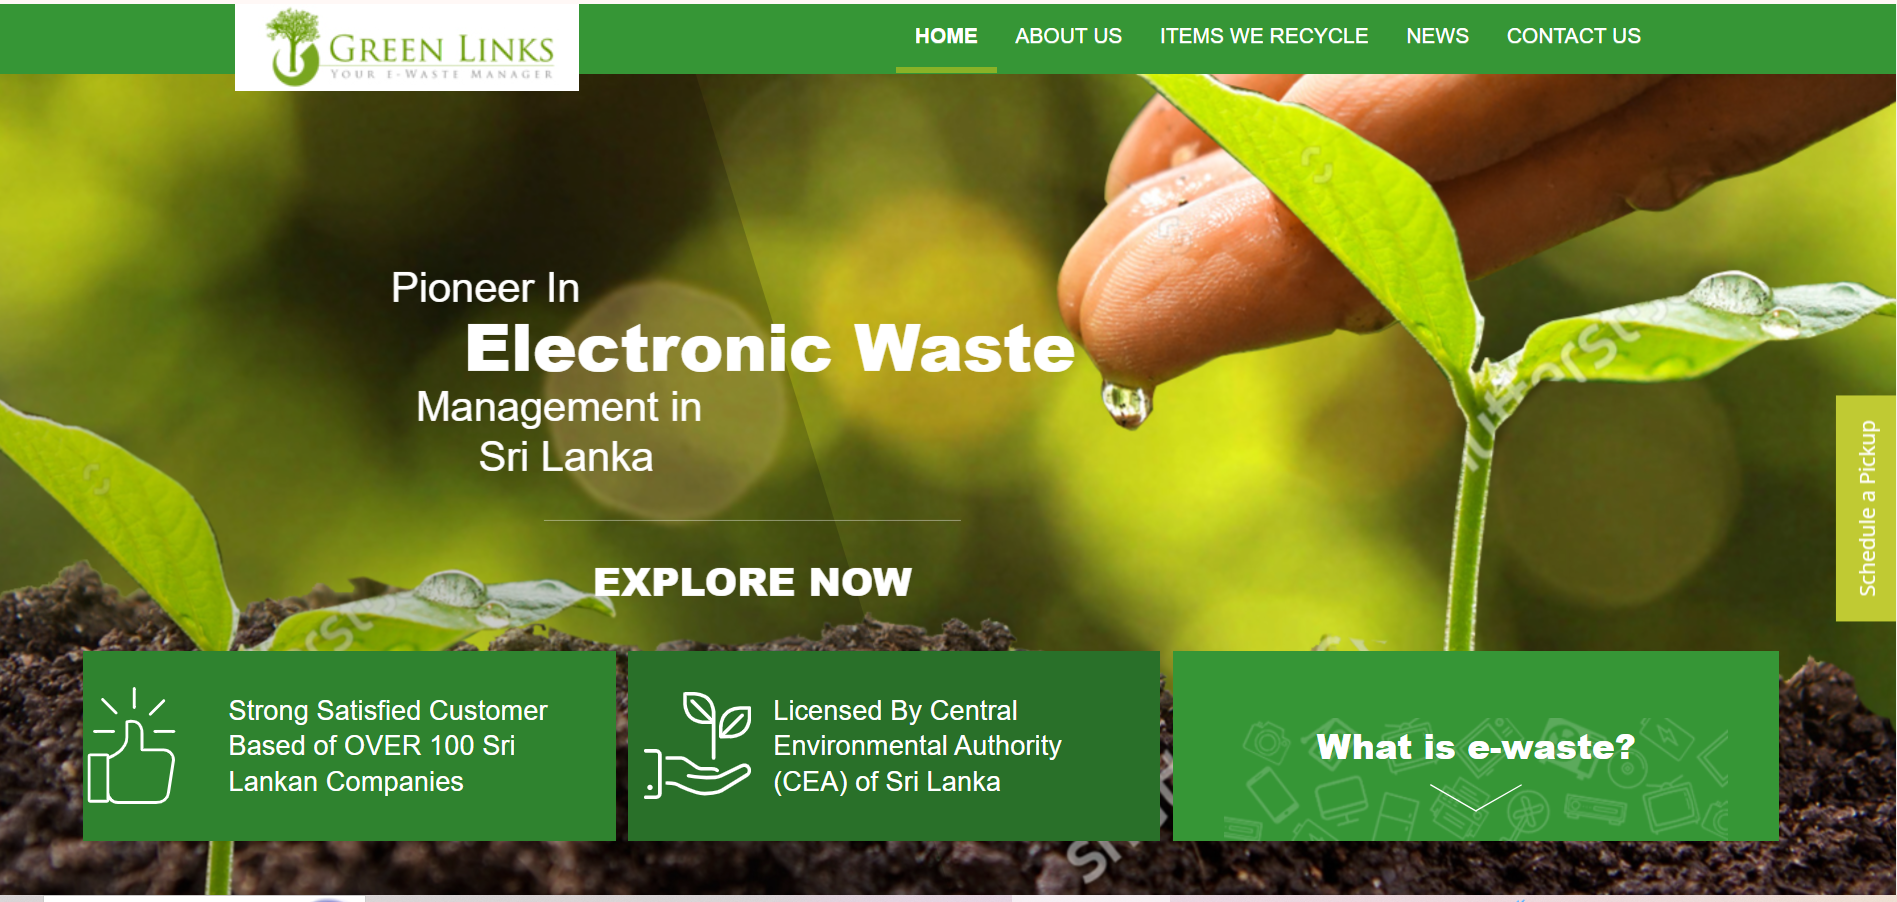 GREEN LINKS
YOUR E-WASTE MANAGER
HOME
ABOUT US
ITEMS WE RECYCLE
NEWS
CONTACT US
Pioneer In
Electronic Waste
Management in
Sri Lanka
EXPLORE NOW
Schedule a Pickup
Strong Satisfied Customer
Based of OVER 100 Sri
Lankan Companies
Licensed By Central
Environmental Authority
(CEA) of Sri Lanka
What is e-waste?